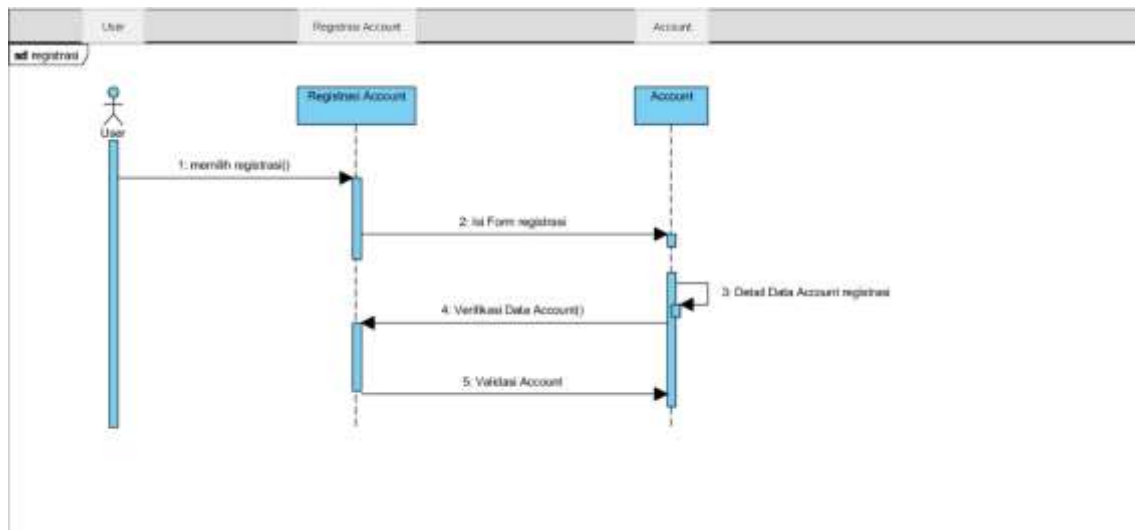 User
Registrasi Account
Account
sd registrasi
User
Registrasi Account
Account
1: memilih registrasi()
2: Isi Form registrasi
3: Detail Data Account registrasi
4: Verifikasi Data Account()
5: Validasi Account